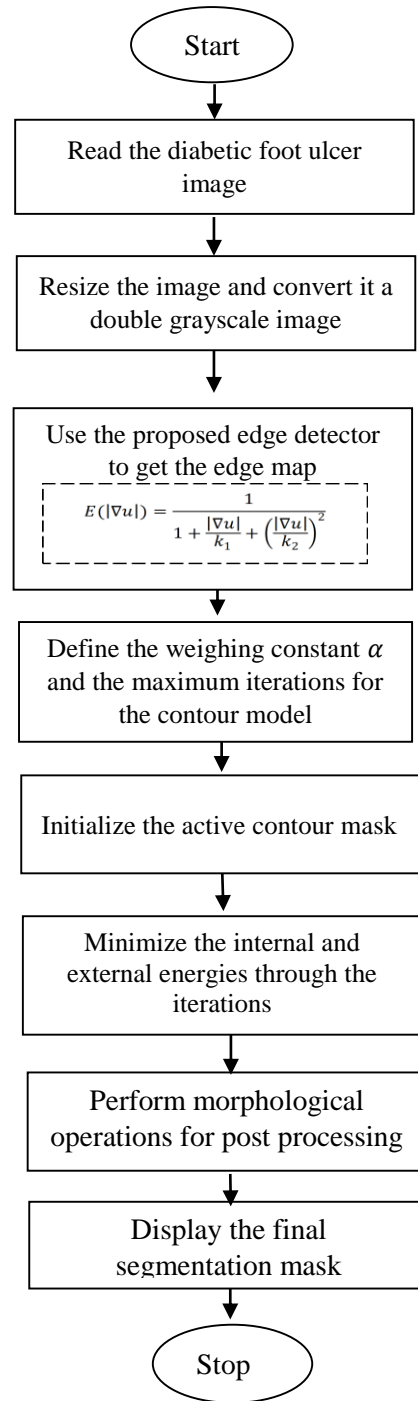 Start
Read the diabetic foot ulcer
image
Resize the image and convert it a
double grayscale image
Use the proposed edge detector
to get the edge map
E(|∇u|) = 1 / (1 + |∇u|/k₁ + (|∇u|/k₂)²)
Define the weighing constant α
and the maximum iterations for
the contour model
Initialize the active contour mask
Minimize the internal and
external energies through the
iterations
Perform morphological
operations for post processing
Display the final
segmentation mask
Stop